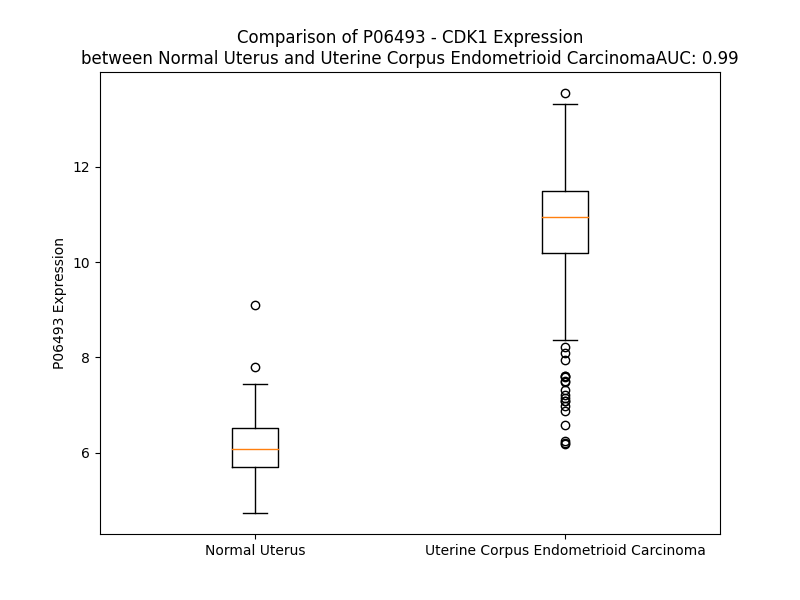 Comparison of P06493 - CDK1 Expression
between Normal Uterus and Uterine Corpus Endometrioid CarcinomaAUC: 0.99
12
10
8
6
P06493 Expression
Normal Uterus
Uterine Corpus Endometrioid Carcinoma